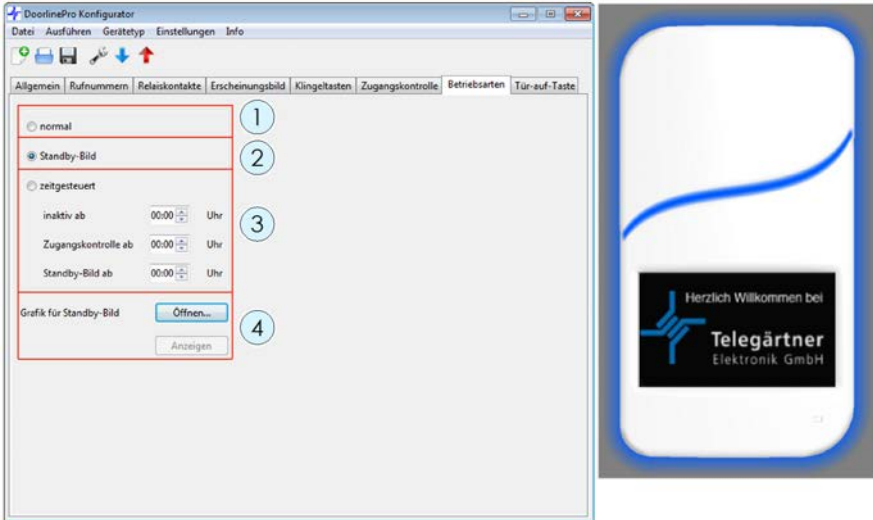 DoorlinePro Konfigurator
Datei Ausführen Gerätetyp Einstellungen Info
Allgemein Rufnummern Relaiskontakte Erscheinungsbild Klingeltasten Zugangskontrolle Betriebsarten Tür-auf-Taste
normal
1
Standby-Bild
2
zeitgesteuert
inaktiv ab 00:00 Uhr
3
Zugangskontrolle ab 00:00 Uhr
Standby-Bild ab 00:00 Uhr
Grafik für Standby-Bild Öffnen...
4
Anzeigen
Herzlich Willkommen bei
Telegärtner
Elektronik GmbH